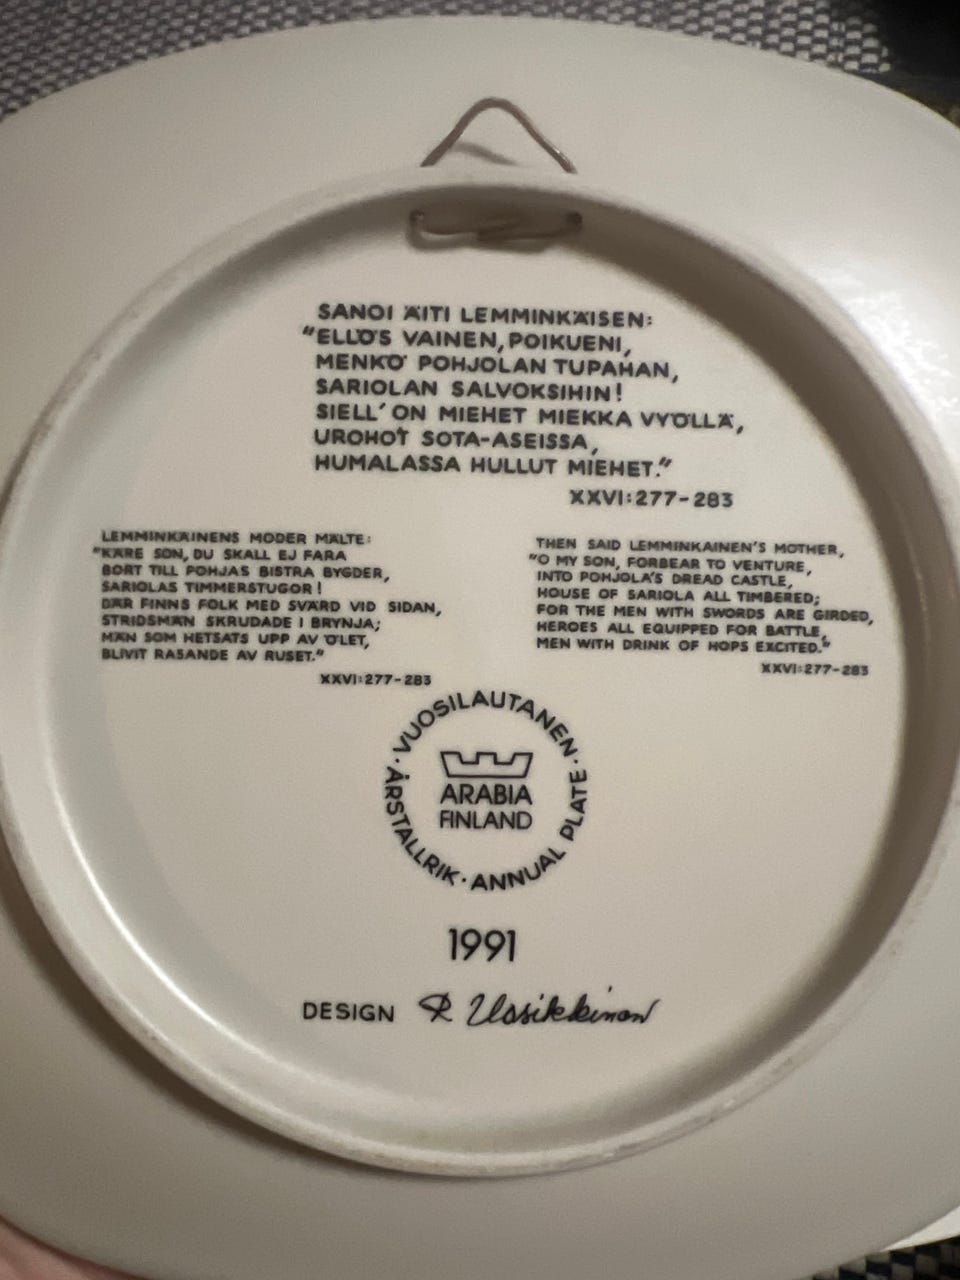 SANOI ÄITI LEMMINKÄISEN:
"ELLÖS VAINEN, POIKUENI,
MENKÖ POHJOLAN TUPAHAN,
SARIOLAN SALVOKSIHIN!
SIELL' ON MIEHET MIEKKA VYÖLLÄ,
UROHOT SOTA-ASEISSA,
HUMALASSA HULLUT MIEHET."
XXVI:277-283
LEMMINKÄINENS MODER MÄLTE:
"KÄRE SON, DU SKALL EJ FARA
BORT TILL POHJAS BISTRA BYGDER,
SARIOLAS TIMMERSTUGOR!
DÄR FINNS FOLK MED SVÄRD VID SIDAN,
STRIDSMÄN SKRUDADE I BRYNJA;
MÄN SOM HETSATS UPP AV ÖLET,
BLIVIT RASANDE AV RUSET."
XXVI:277-283
THEN SAID LEMMINKAINEN'S MOTHER,
"O MY SON, FORBEAR TO VENTURE,
INTO POHJOLA'S DREAD CASTLE,
HOUSE OF SARIOLA ALL TIMBERED;
FOR THE MEN WITH SWORDS ARE GIRDED,
HEROES ALL EQUIPPED FOR BATTLE,
MEN WITH DRINK OF HOPS EXCITED."
XXVI:277-283
· VUOSILAUTANEN · ANNUAL PLATE · ÅRSTALLRIK
ARABIA
FINLAND
1991
DESIGN R Uosikkinen